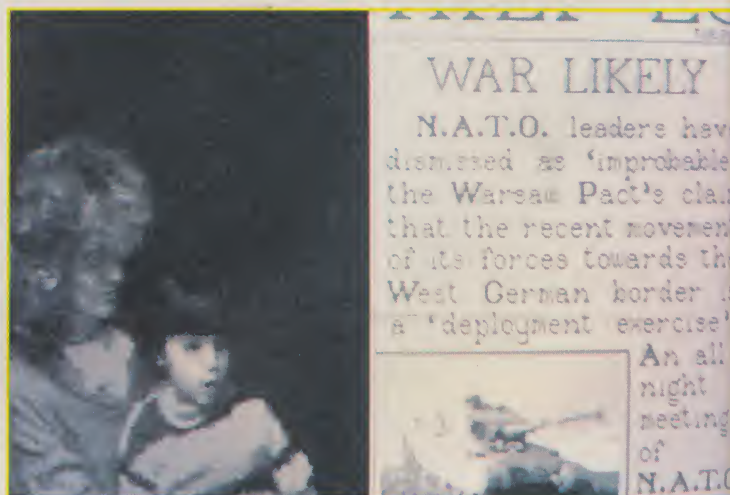 WAR LIKELY
N.A.T.O. leaders hav
dismissed as 'improbable
the Warsaw Pact's clai
that the recent movemen
of its forces towards th
West German border
a 'deployment exercise'
An all
night
meeting
of
N.A.T.O